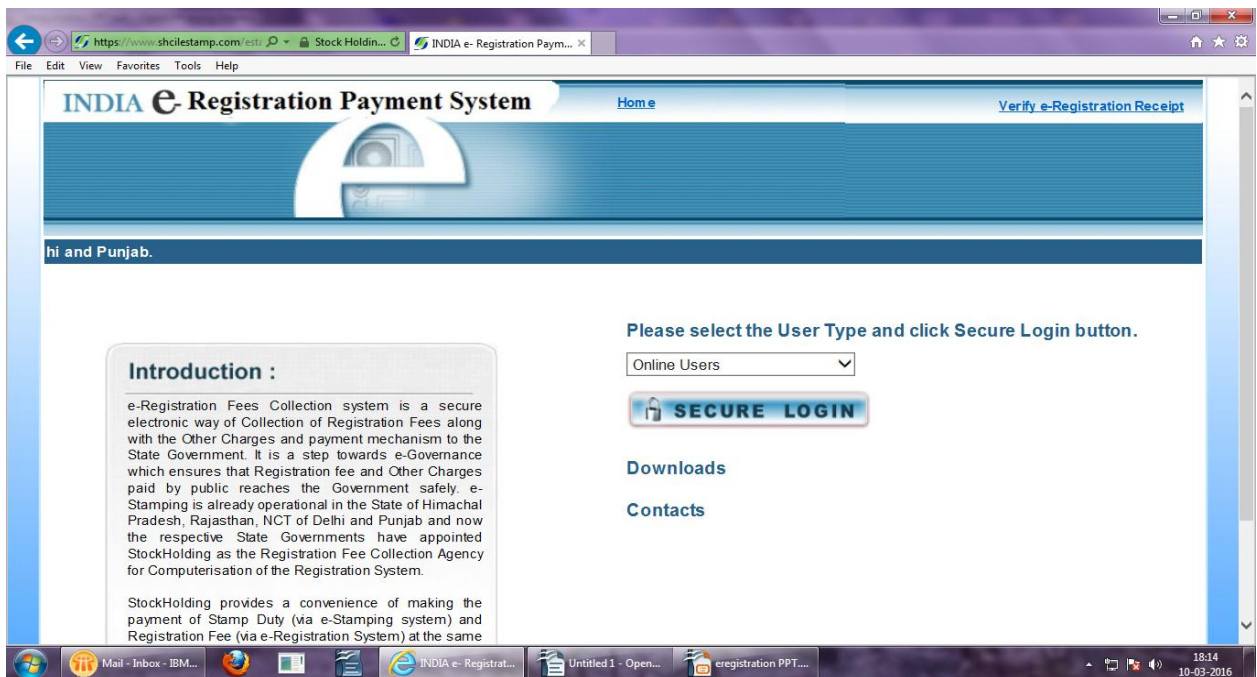 https://www.shcilestamp.com/est
Stock Holdin...
INDIA e- Registration Paym...
File Edit View Favorites Tools Help
INDIA e- Registration Payment System
Home
Verify e-Registration Receipt
hi and Punjab.
Please select the User Type and click Secure Login button.
Online Users
SECURE LOGIN
Downloads
Contacts
Introduction :
e-Registration Fees Collection system is a secure
electronic way of Collection of Registration Fees along
with the Other Charges and payment mechanism to the
State Government. It is a step towards e-Governance
which ensures that Registration fee and Other Charges
paid by public reaches the Government safely. e-
Stamping is already operational in the State of Himachal
Pradesh, Rajasthan, NCT of Delhi and Punjab and now
the respective State Governments have appointed
StockHolding as the Registration Fee Collection Agency
for Computerisation of the Registration System.
StockHolding provides a convenience of making the
payment of Stamp Duty (via e-Stamping system) and
Registration Fee (via e-Registration System) at the same
Mail - Inbox - IBM...
INDIA e- Registrat...
Untitled 1 - Open...
eregistration PPT....
18:14
10-03-2016